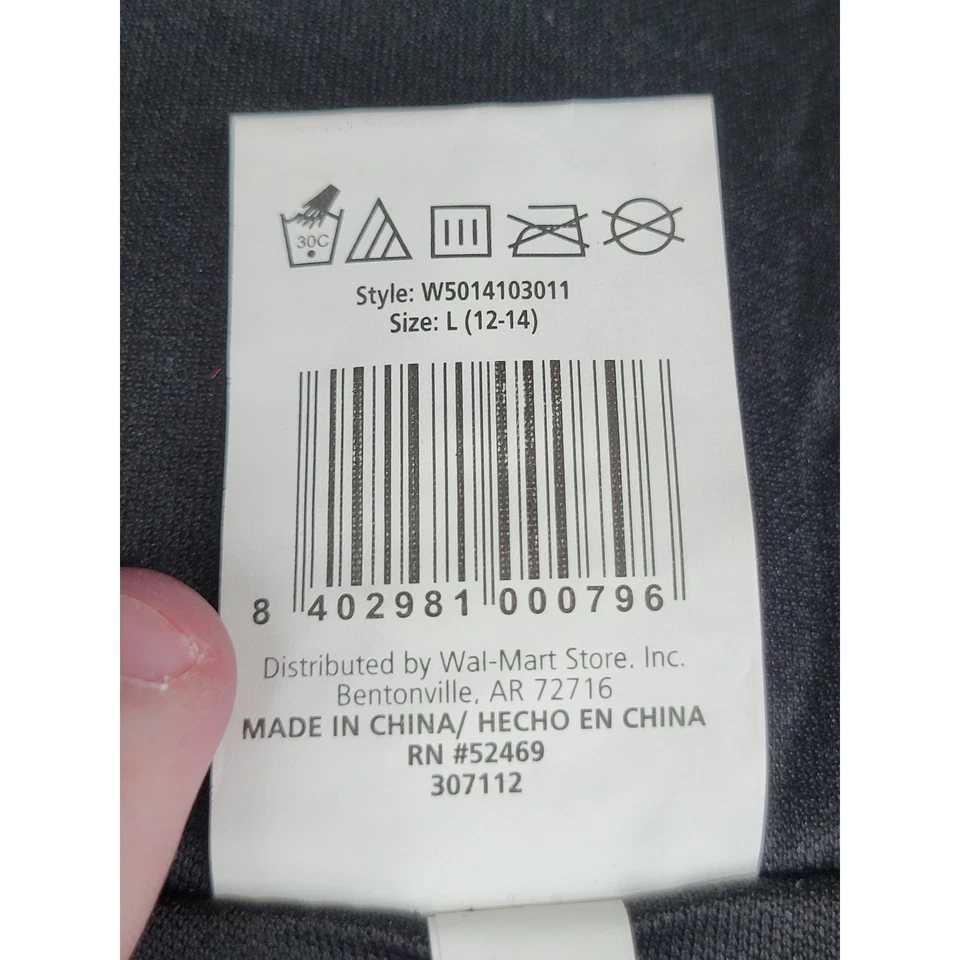 30C
Style: W5014103011
Size: L (12-14)
8 402981 000796
Distributed by Wal-Mart Store. Inc.
Bentonville, AR 72716
MADE IN CHINA/ HECHO EN CHINA
RN #52469
307112